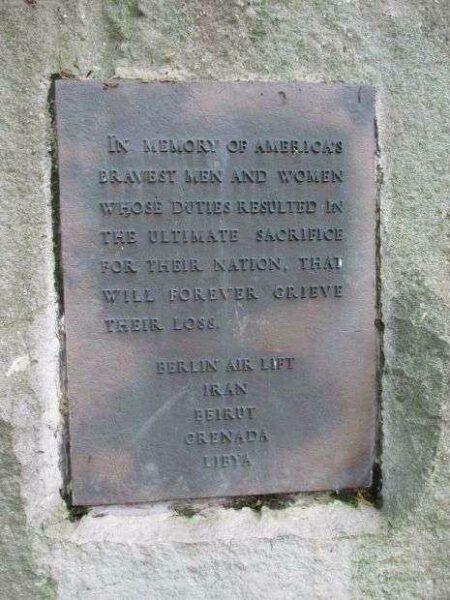 IN MEMORY OF AMERICA'S
BRAVEST MEN AND WOMEN
WHOSE DUTIES RESULTED IN
THE ULTIMATE SACRIFICE
FOR THEIR NATION, THAT
WILL FOREVER GRIEVE
THEIR LOSS.
BERLIN AIR LIFT
IRAN
BEIRUT
GRENADA
LIBYA